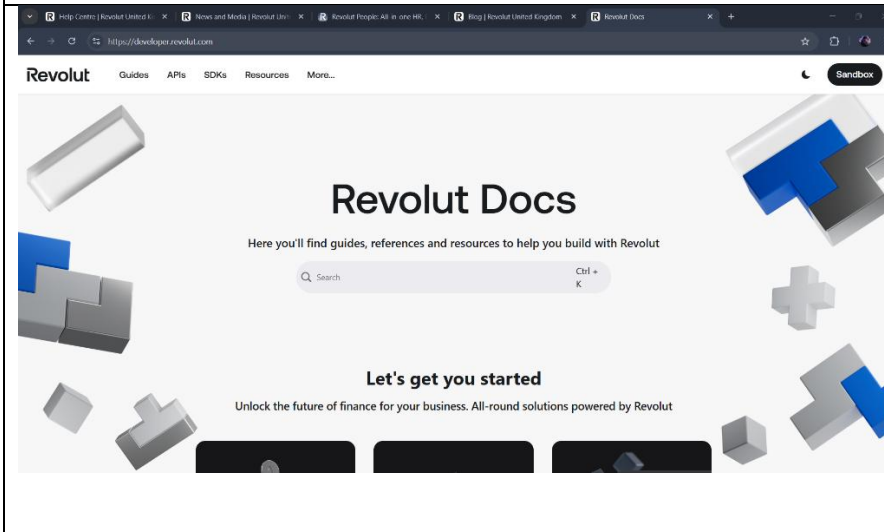 Help Centre | Revolut United Ki
News and Media | Revolut Unit
Revolut People: All-in-one HR,
Blog | Revolut United Kingdom
Revolut Docs
https://developer.revolut.com
Revolut
Guides
APIs
SDKs
Resources
More...
Sandbox
Revolut Docs
Here you'll find guides, references and resources to help you build with Revolut
Search
Ctrl +
K
Let's get you started
Unlock the future of finance for your business. All-round solutions powered by Revolut